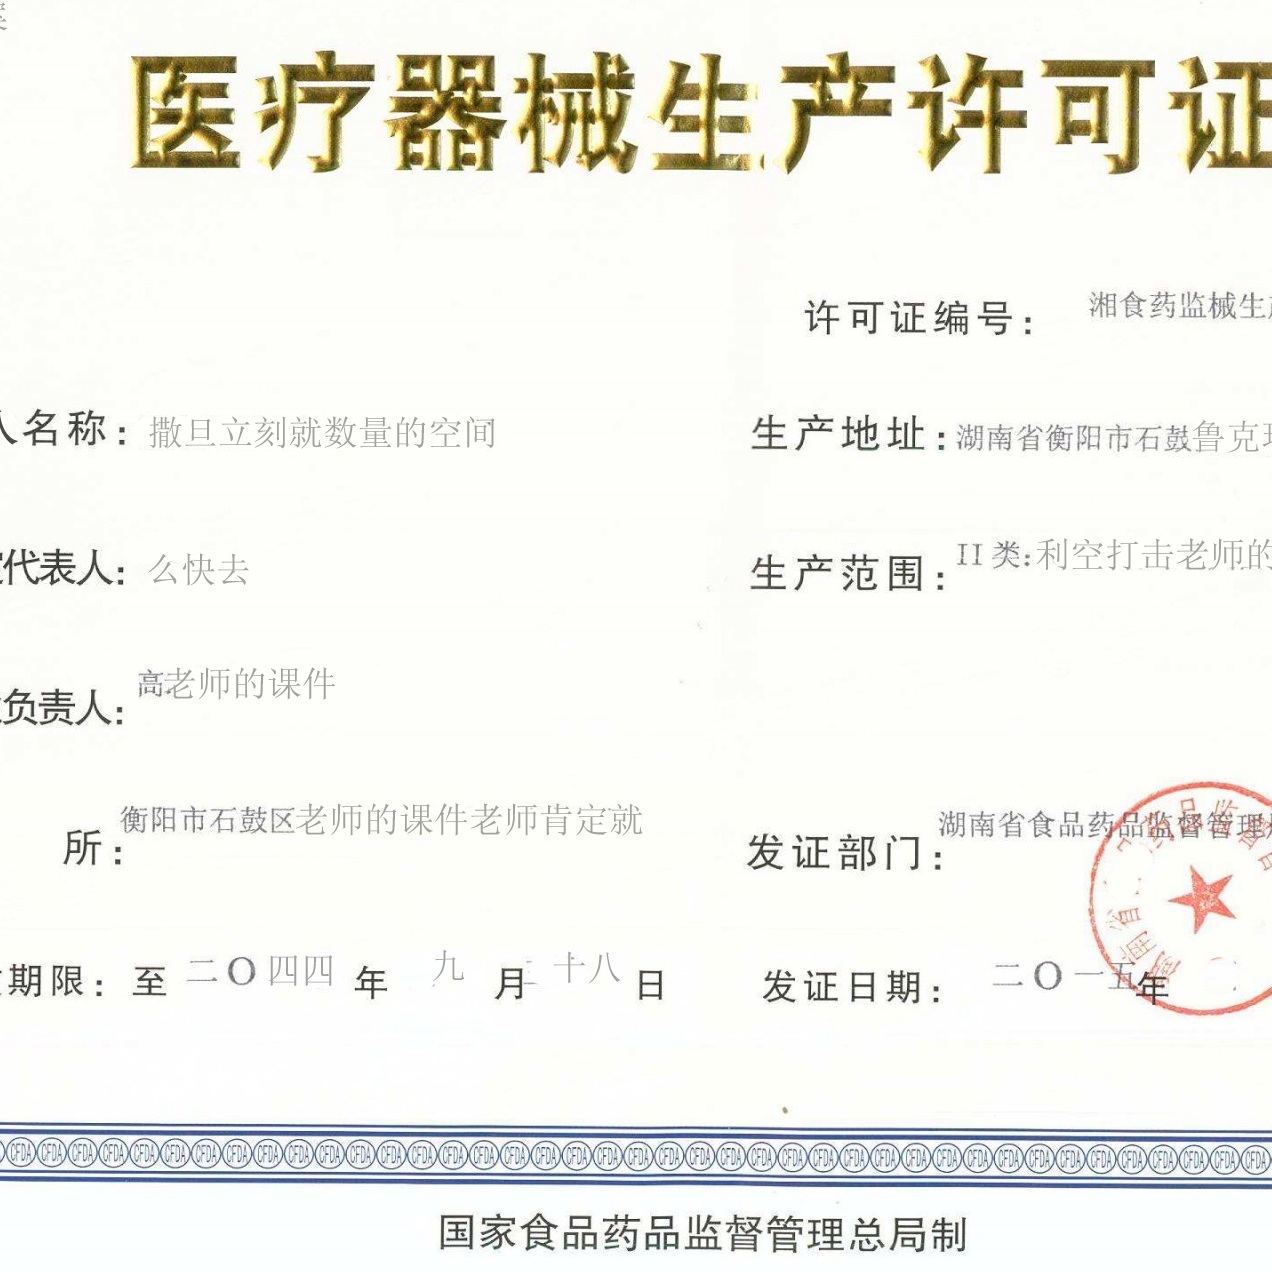 医疗器械生产许可证
许可证编号： 湘食药监械生
人名称：撒旦立刻就数量的空间
生产地址：湖南省衡阳市石鼓鲁克
代表人：么快去
生产范围：II类:利空打击老师的
负责人：高老师的课件
所：衡阳市石鼓区老师的课件老师肯定就
发证部门：湖南省食品药品监督管理
期限：至二〇四四年九月二十八日
发证日期：二〇一五年
CFDA CFDA CFDA CFDA CFDA CFDA CFDA CFDA CFDA CFDA CFDA CFDA CFDA CFDA CFDA CFDA CFDA CFDA CFDA CFDA CFDA CFDA CFDA CFDA CFDA CFDA CFDA CFDA CFDA CFDA CFDA CFDA CFDA CFDA CFDA CFDA CFDA CFDA CFDA CFDA CFDA
国家食品药品监督管理总局制